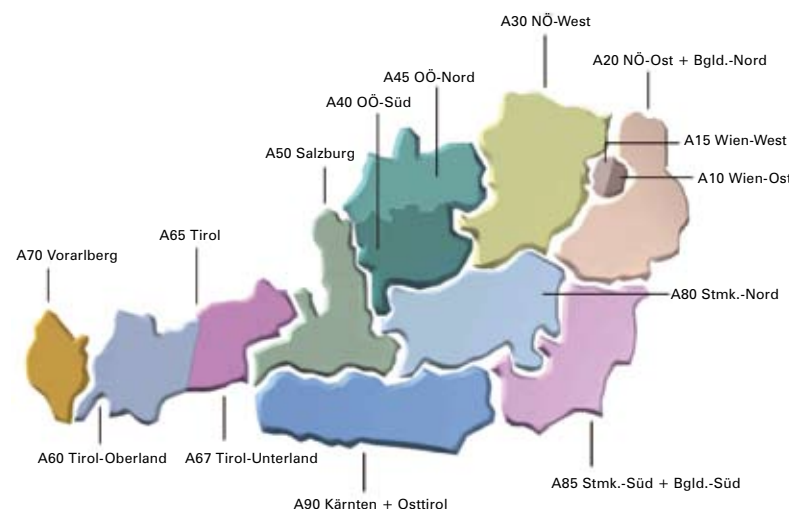 A30 NÖ-West
A20 NÖ-Ost + Bgld.-Nord
A45 OÖ-Nord
A40 OÖ-Süd
A15 Wien-West
A50 Salzburg
A10 Wien-Ost
A65 Tirol
A70 Vorarlberg
A80 Stmk.-Nord
A60 Tirol-Oberland
A67 Tirol-Unterland
A85 Stmk.-Süd + Bgld.-Süd
A90 Kärnten + Osttirol